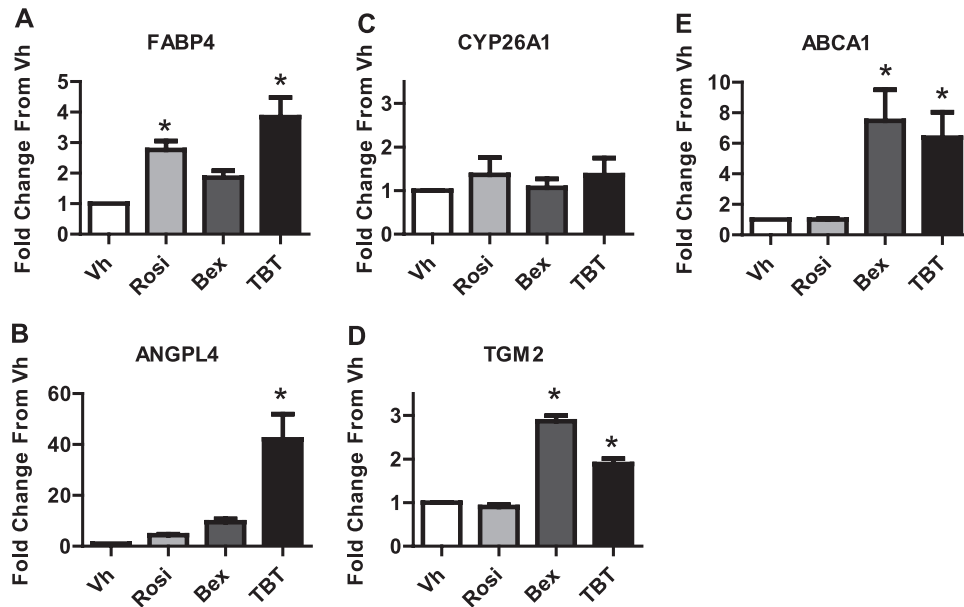 A
FABP4
Fold Change From Vh
5
4
3
2
1
0
*
*
Vh
Rosi
Bex
TBT
C
CYP26A1
Fold Change From Vh
3
2
1
0
Vh
Rosi
Bex
TBT
E
ABCA1
Fold Change From Vh
10
8
6
4
2
0
*
*
Vh
Rosi
Bex
TBT
B
ANGPL4
Fold Change From Vh
60
40
20
0
*
Vh
Rosi
Bex
TBT
D
TGM2
Fold Change From Vh
3
2
1
0
*
*
Vh
Rosi
Bex
TBT